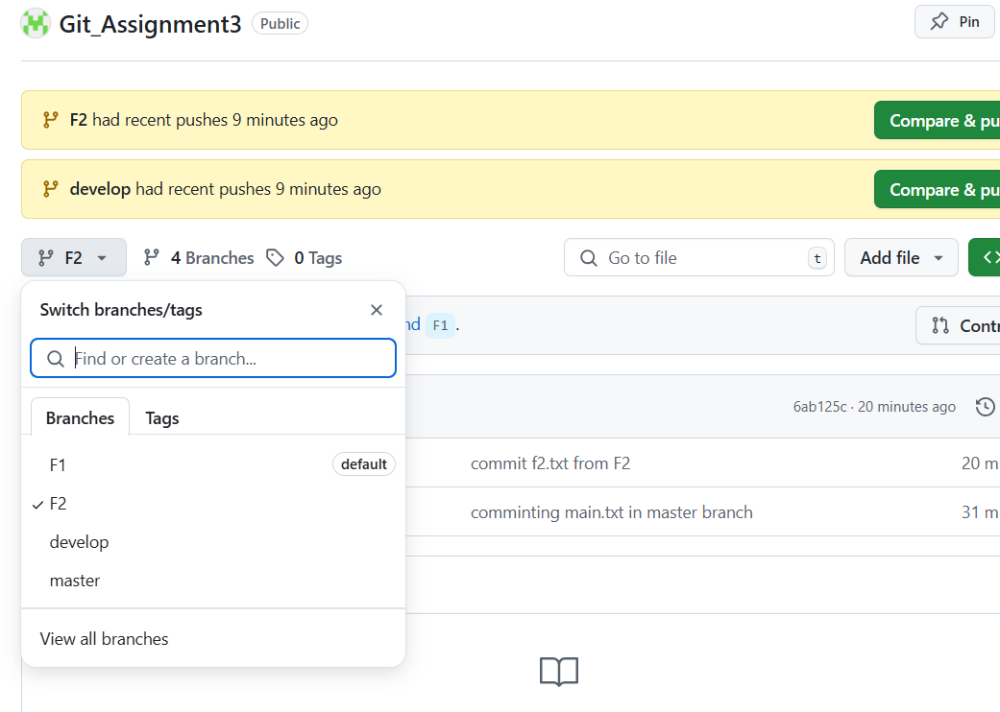 Git_Assignment3 Public
Pin
F2 had recent pushes 9 minutes ago
Compare & pu
develop had recent pushes 9 minutes ago
Compare & pu
F2 4 Branches 0 Tags
Go to file t
Add file
Switch branches/tags
nd F1 .
Contr
Find or create a branch...
Branches Tags
6ab125c · 20 minutes ago
F1 default
commit f2.txt from F2 20 m
F2
comminting main.txt in master branch 31 m
develop
master
View all branches